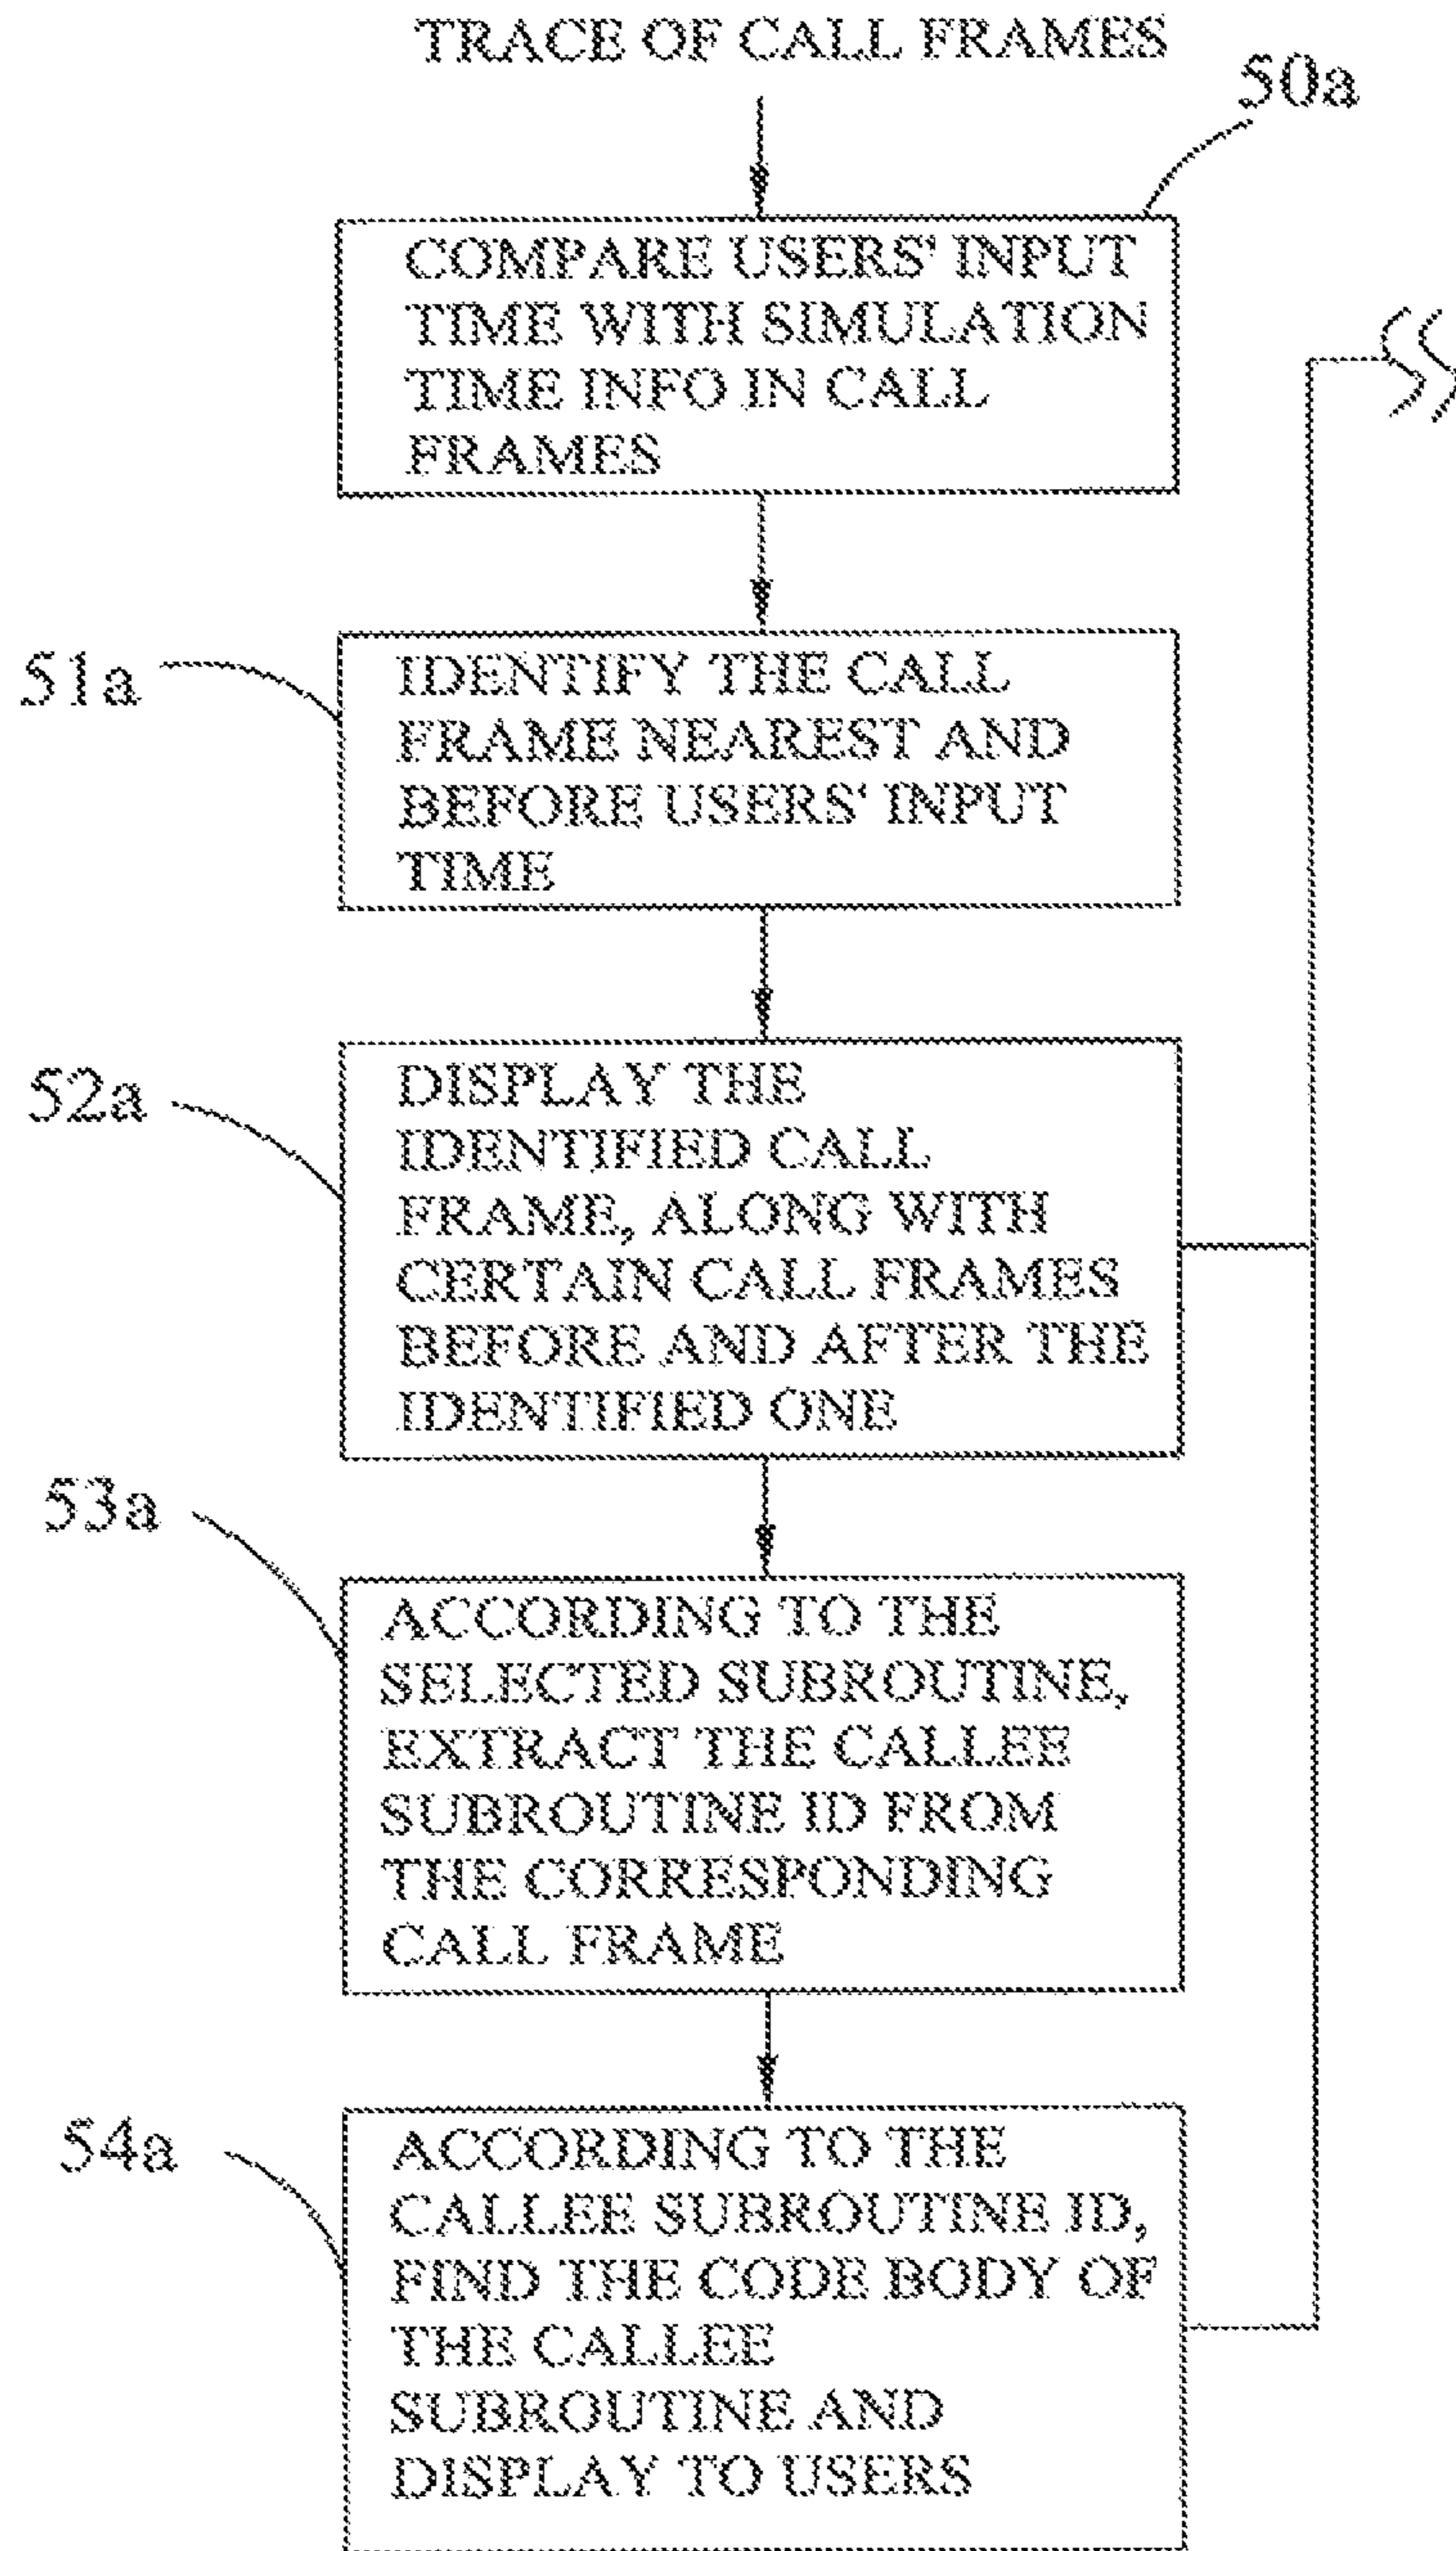 TRACE OF CALL FRAMES
50a
COMPARE USERS' INPUT
TIME WITH SIMULATION
TIME INFO IN CALL
FRAMES
51a
IDENTIFY THE CALL
FRAME NEAREST AND
BEFORE USERS' INPUT
TIME
52a
DISPLAY THE
IDENTIFIED CALL
FRAME, ALONG WITH
CERTAIN CALL FRAMES
BEFORE AND AFTER THE
IDENTIFIED ONE
53a
ACCORDING TO THE
SELECTED SUBROUTINE,
EXTRACT THE CALLEE
SUBROUTINE ID FROM
THE CORRESPONDING
CALL FRAME
54a
ACCORDING TO THE
CALLEE SUBROUTINE ID,
FIND THE CODE BODY OF
THE CALLEE
SUBROUTINE AND
DISPLAY TO USERS